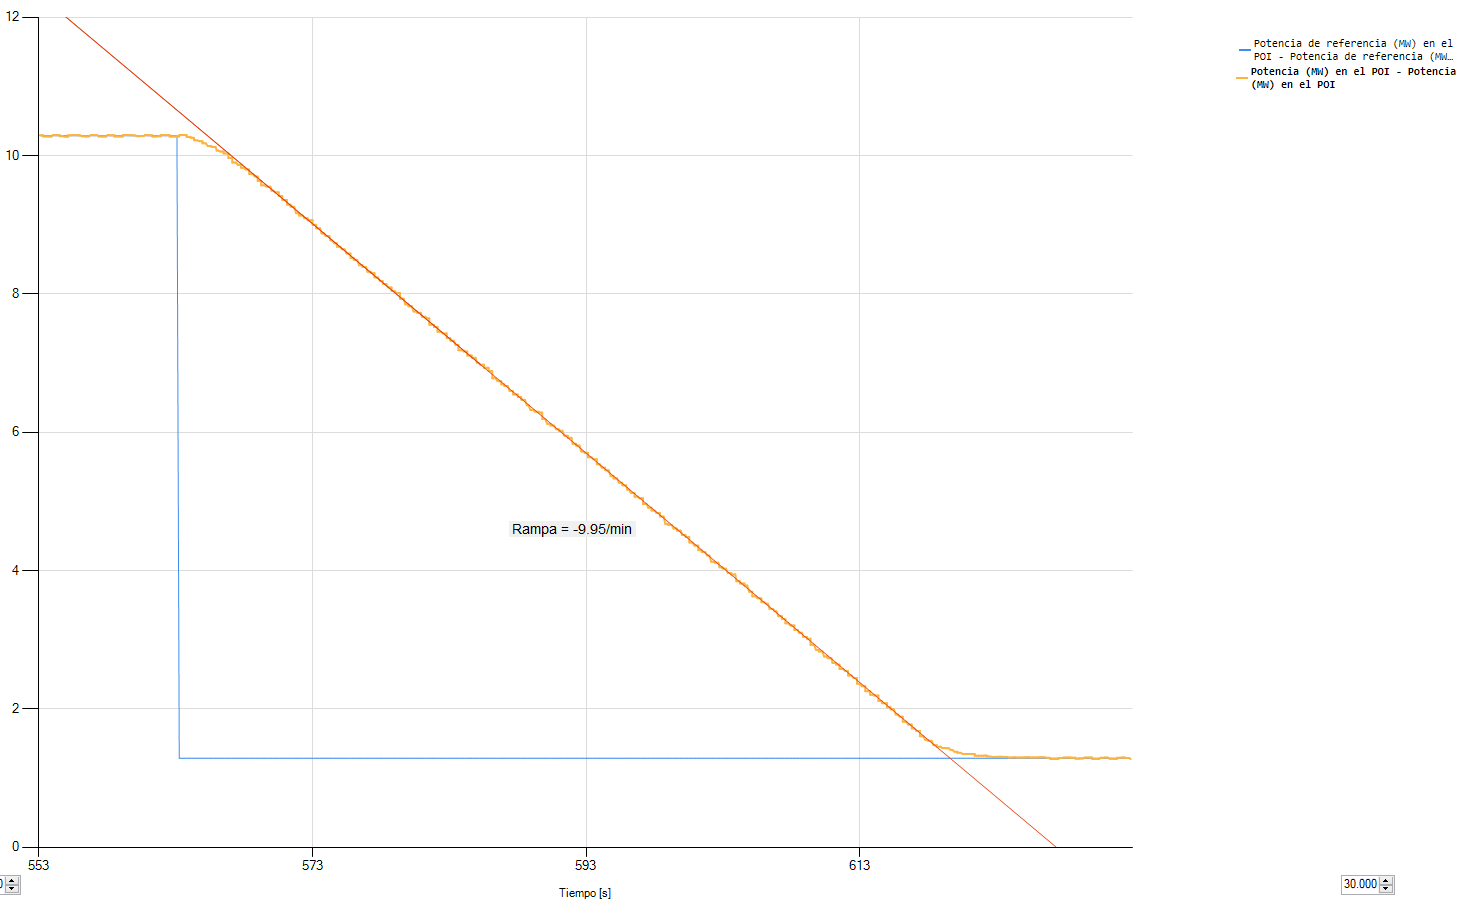 12
Potencia de referencia (MW) en el
POI - Potencia de referencia (MW…
Potencia (MW) en el POI - Potencia
(MW) en el POI
10
8
6
Rampa = -9.95/min
4
2
0
553 573 593 613
0 30.000
Tiempo [s]